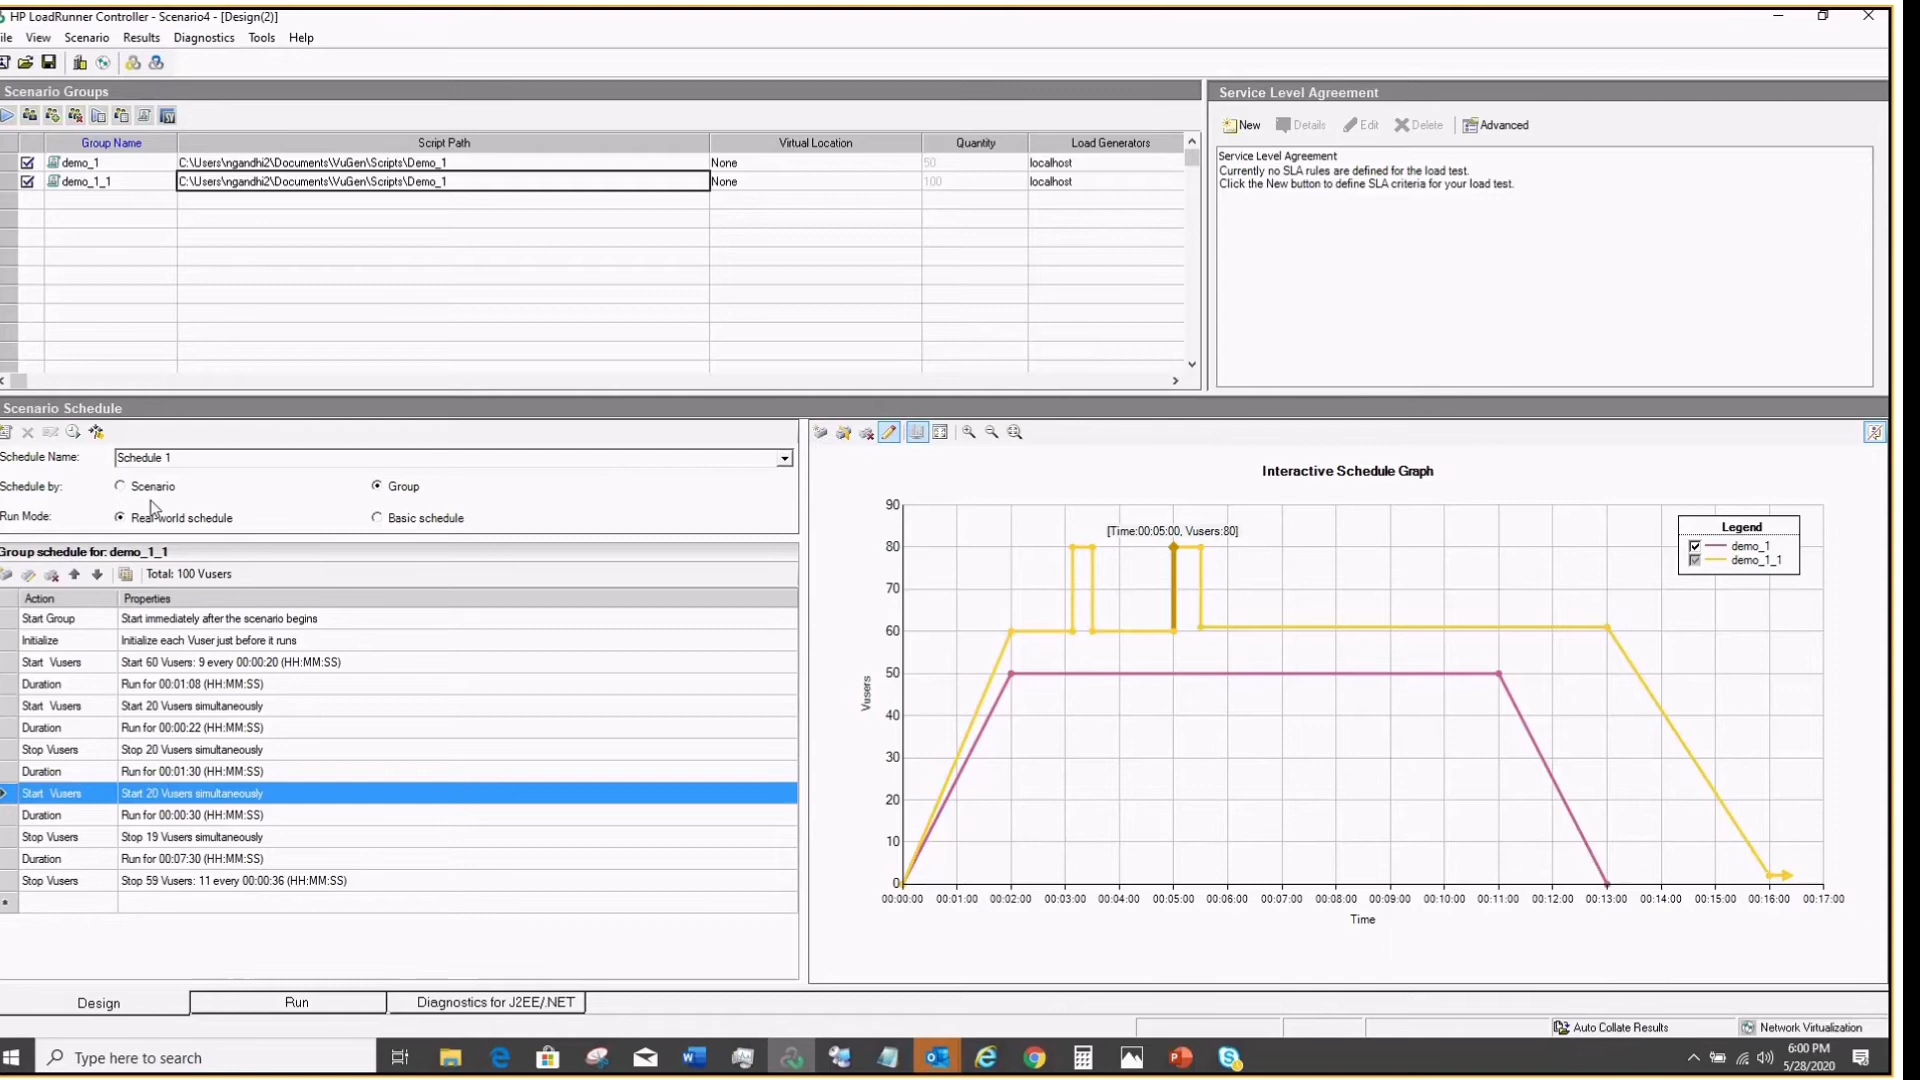 HP LoadRunner Controller - Scenario4 - [Design(2)]
ile View Scenario Results Diagnostics Tools Help
Scenario Groups
Group Name Script Path Virtual Location Quantity Load Generators
demo_1 C:\Users\ngandhi2\Documents\VuGen\Scripts\Demo_1 None 50 localhost
demo_1_1 C:\Users\ngandhi2\Documents\VuGen\Scripts\Demo_1 None 100 localhost
Service Level Agreement
New Details Edit Delete Advanced
Service Level Agreement
Currently no SLA rules are defined for the load test.
Click the New button to define SLA criteria for your load test.
Scenario Schedule
Schedule Name: Schedule 1
Schedule by: Scenario Group
Run Mode: Real-world schedule Basic schedule
Group schedule for: demo_1_1
Total: 100 Vusers
Action Properties
Start Group Start immediately after the scenario begins
Initialize Initialize each Vuser just before it runs
Start Vusers Start 60 Vusers: 9 every 00:00:20 (HH:MM:SS)
Duration Run for 00:01:08 (HH:MM:SS)
Start Vusers Start 20 Vusers simultaneously
Duration Run for 00:00:22 (HH:MM:SS)
Stop Vusers Stop 20 Vusers simultaneously
Duration Run for 00:01:30 (HH:MM:SS)
Start Vusers Start 20 Vusers simultaneously
Duration Run for 00:00:30 (HH:MM:SS)
Stop Vusers Stop 19 Vusers simultaneously
Duration Run for 00:07:30 (HH:MM:SS)
Stop Vusers Stop 59 Vusers: 11 every 00:00:36 (HH:MM:SS)
*
Interactive Schedule Graph
[Time:00:05:00, Vusers:80]
Legend
demo_1
demo_1_1
Vusers
90
80
70
60
50
40
30
20
10
0
00:00:00 00:01:00 00:02:00 00:03:00 00:04:00 00:05:00 00:06:00 00:07:00 00:08:00 00:09:00 00:10:00 00:11:00 00:12:00 00:13:00 00:14:00 00:15:00 00:16:00 00:17:00
Time
Design Run Diagnostics for J2EE/.NET
Auto Collate Results Network Virtualization
Type here to search
6:00 PM
5/28/2020